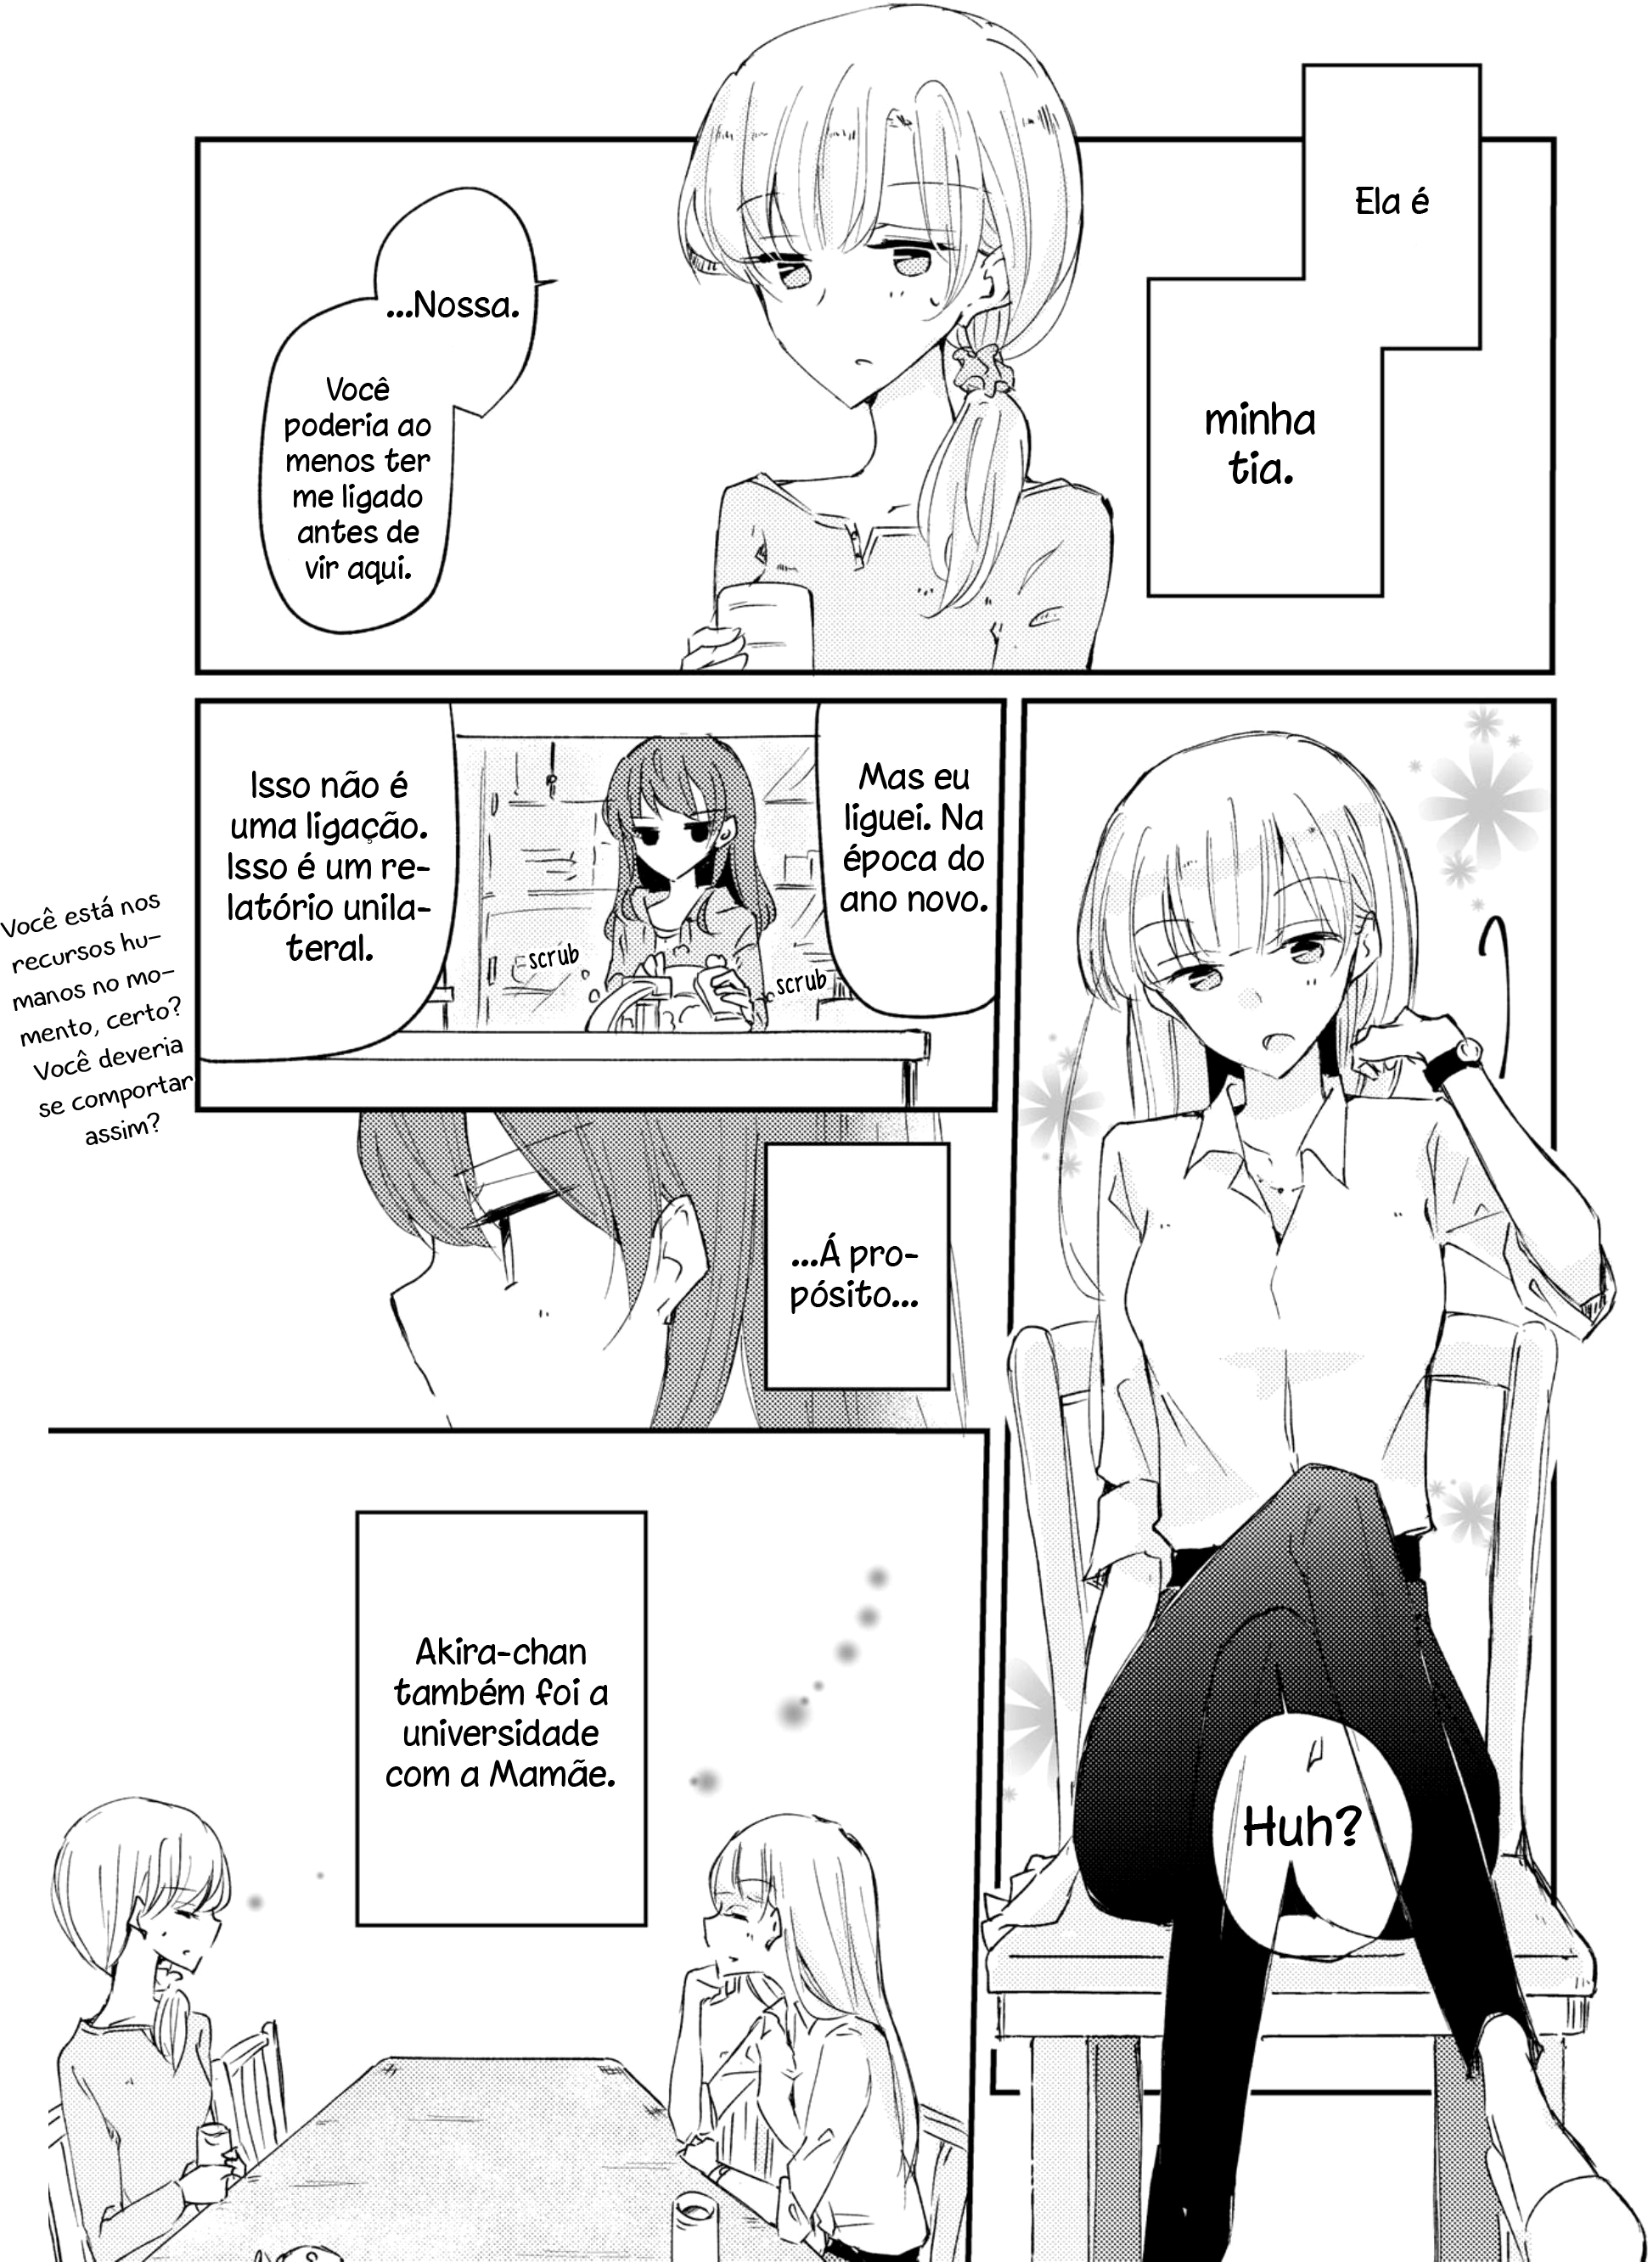 Ela é
minha
tia.
...Nossa.
Você
poderia ao
menos ter
me ligado
antes de
vir aqui.
Huh?
Mas eu
liguei. Na
época do
ano novo.
scrub
scrub
Isso não é
uma ligação.
Isso é um re-
latório unila-
teral.
Você está nos
recursos hu-
manos no mo-
mento, certo?
Você deveria
se comportar
assim?
...Á pro-
pósito...
Akira-chan
também foi a
universidade
com a Mamãe.